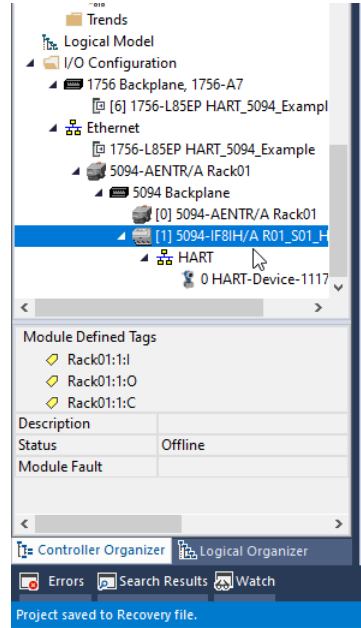 Trends
Logical Model
I/O Configuration
1756 Backplane, 1756-A7
[6] 1756-L85EP HART_5094_Exampl
Ethernet
1756-L85EP HART_5094_Example
5094-AENTR/A Rack01
5094 Backplane
[0] 5094-AENTR/A Rack01
[1] 5094-IF8IH/A R01_S01_H
HART
0 HART-Device-1117
Module Defined Tags
Rack01:1:I
Rack01:1:O
Rack01:1:C
Description
Status Offline
Module Fault
Controller Organizer Logical Organizer
Errors Search Results Watch
Project saved to Recovery file.